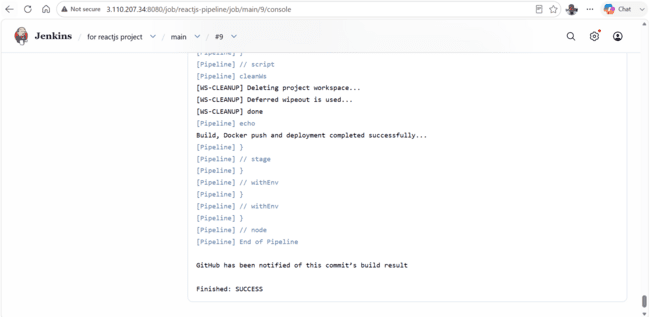 Not secure 3.110.207.34:8080/job/reactjs-pipeline/job/main/9/console Chat
Jenkins / for reactjs project / main / #9
[Pipeline] }
[Pipeline] // script
[Pipeline] cleanWs
[WS-CLEANUP] Deleting project workspace...
[WS-CLEANUP] Deferred wipeout is used...
[WS-CLEANUP] done
[Pipeline] echo
Build, Docker push and deployment completed successfully...
[Pipeline] }
[Pipeline] // stage
[Pipeline] }
[Pipeline] // withEnv
[Pipeline] }
[Pipeline] // withEnv
[Pipeline] }
[Pipeline] // node
[Pipeline] End of Pipeline
GitHub has been notified of this commit’s build result
Finished: SUCCESS